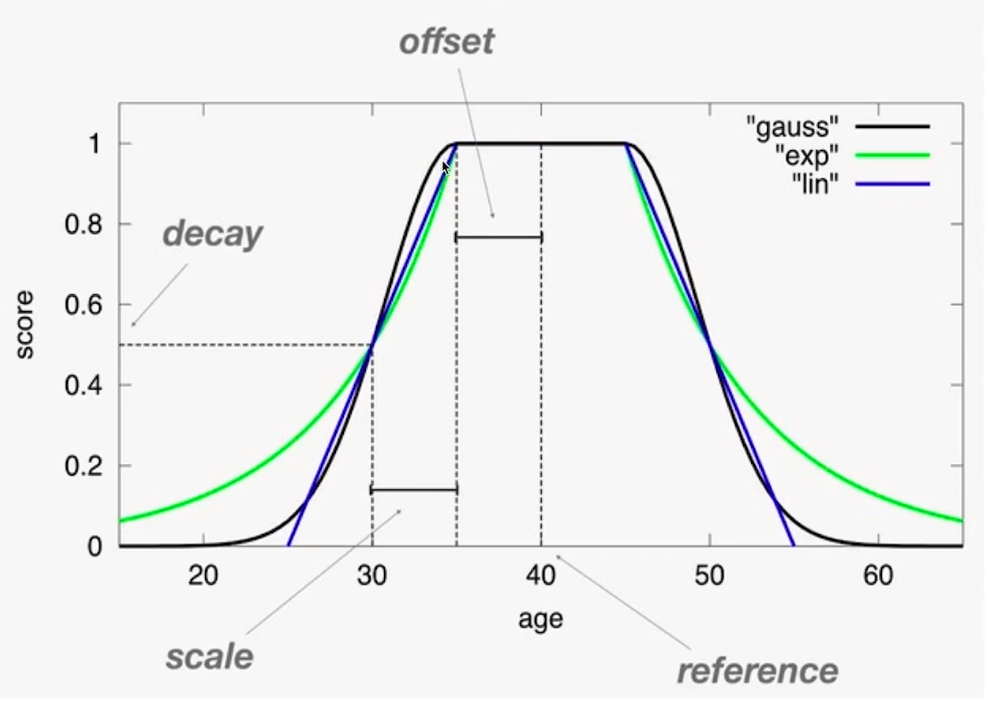 offset
"gauss"
"exp"
"lin"
1
0.8
0.6
0.4
0.2
0
decay
score
20 30 40 50 60
age
scale
reference